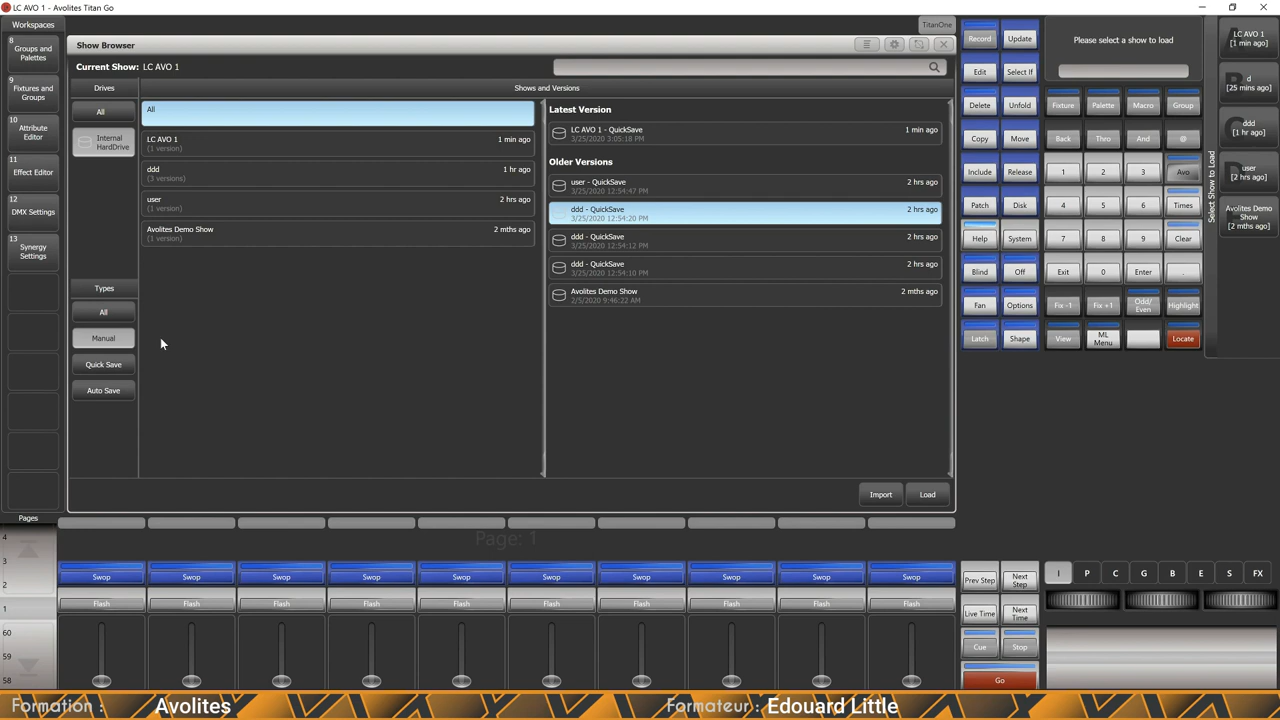 LC AVO 1 - Avolites Titan Go
Workspaces
8
Groups and
Palettes
9
Fixtures and
Groups
10
Attribute
Editor
11
Effect Editor
12
DMX Settings
13
Synergy
Settings
Pages
4
3
2
1
60
59
58
Show Browser
TitanOne
Current Show: LC AVO 1
Drives
All
Internal
HardDrive
Types
All
Manual
Quick Save
Auto Save
Shows and Versions
All
LC AVO 1
1 min ago
(1 version)
ddd
1 hr ago
(3 versions)
user
2 hrs ago
(1 version)
Avolites Demo Show
2 mths ago
(1 version)
Latest Version
LC AVO 1 - QuickSave
1 min ago
3/25/2020 3:05:18 PM
Older Versions
user - QuickSave
2 hrs ago
3/25/2020 12:54:47 PM
ddd - QuickSave
2 hrs ago
3/25/2020 12:54:20 PM
ddd - QuickSave
2 hrs ago
3/25/2020 12:54:12 PM
ddd - QuickSave
2 hrs ago
3/25/2020 12:54:10 PM
Avolites Demo Show
2 mths ago
2/5/2020 9:46:22 AM
Import Load
Page: 1
Swop Swop Swop Swop Swop Swop Swop Swop Swop Swop
Flash Flash Flash Flash Flash Flash Flash Flash Flash Flash
Record Update
Edit Select If
Delete Unfold
Copy Move
Include Release
Patch Disk
Help System
Blind Off
Fan Options
Latch Shape
Please select a show to load
Fixture Palette Macro Group
Back Thro And @
1 2 3 Avo
4 5 6 Times
7 8 9 Clear
Exit 0 Enter .
Fix -1 Fix +1 Odd/
Even Highlight
View ML
Menu Locate
Select Show to Load
A
LC AVO 1
[1 min ago]
B
d
[25 mins ago]
C
ddd
[1 hr ago]
D
user
[2 hrs ago]
E
Avolites Demo
Show
[2 mths ago]
Prev Step Next
Step
Live Time Next
Time
Cue Stop
Go
I P C G B E S FX
Formation : Avolites
Formateur : Edouard Little